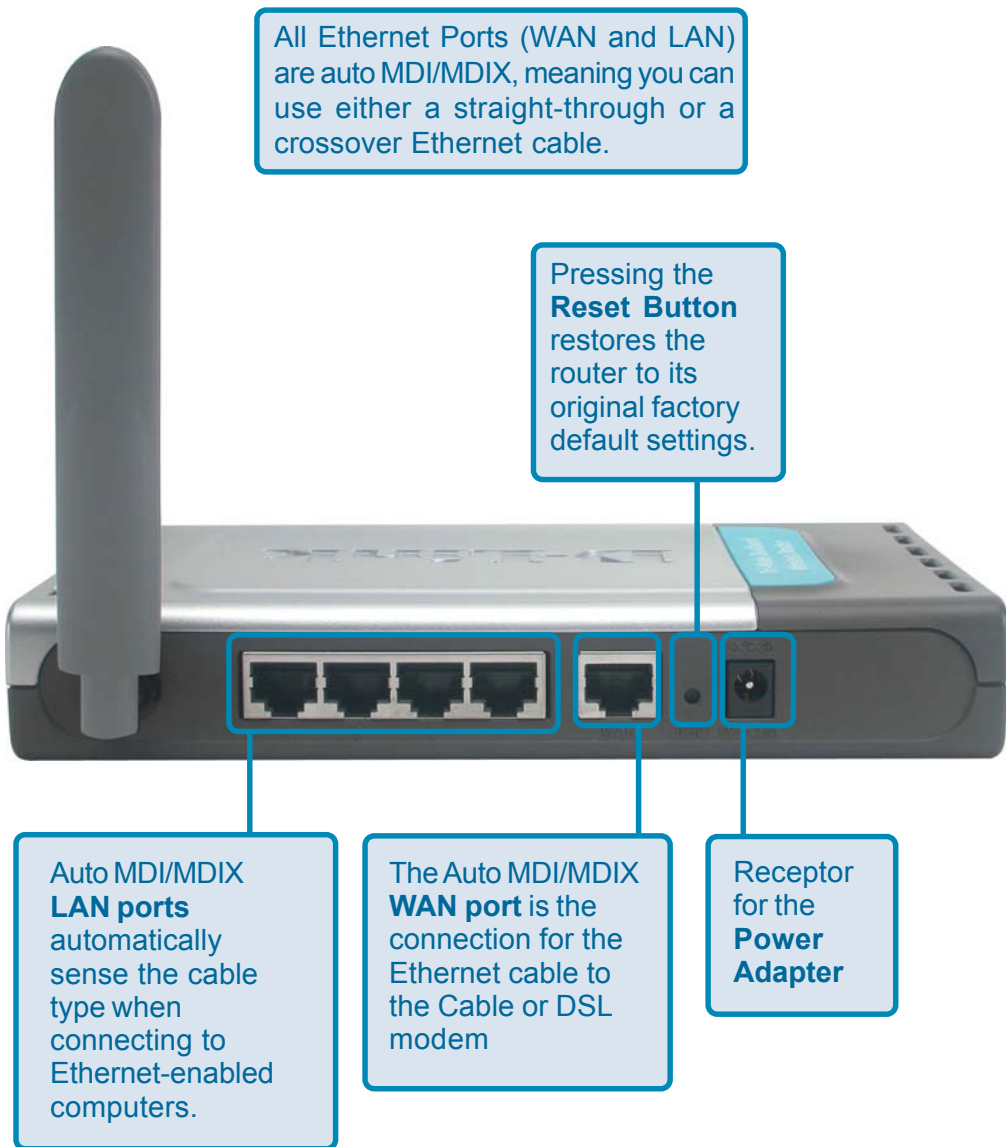 All Ethernet Ports (WAN and LAN)
are auto MDI/MDIX, meaning you can
use either a straight-through or a
crossover Ethernet cable.
Pressing the
Reset Button
restores the
router to its
original factory
default settings.
D-Link
WAN
RESET
Auto MDI/MDIX
LAN ports
automatically
sense the cable
type when
connecting to
Ethernet-enabled
computers.
The Auto MDI/MDIX
WAN port is the
connection for the
Ethernet cable to
the Cable or DSL
modem
Receptor
for the
Power
Adapter